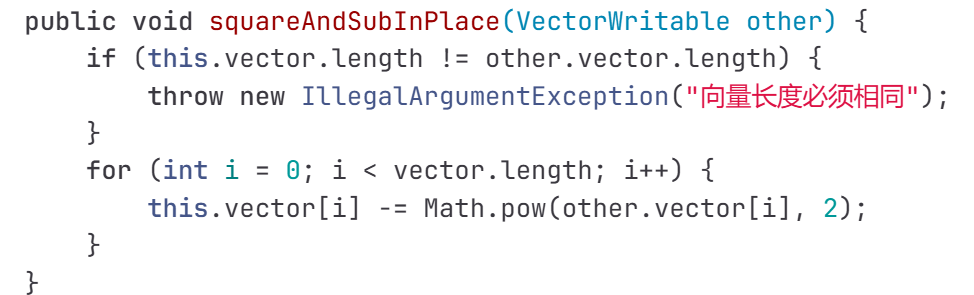 public void squareAndSubInPlace(VectorWritable other) {
    if (this.vector.length != other.vector.length) {
        throw new IllegalArgumentException("向量长度必须相同");
    }
    for (int i = 0; i < vector.length; i++) {
        this.vector[i] -= Math.pow(other.vector[i], 2);
    }
}